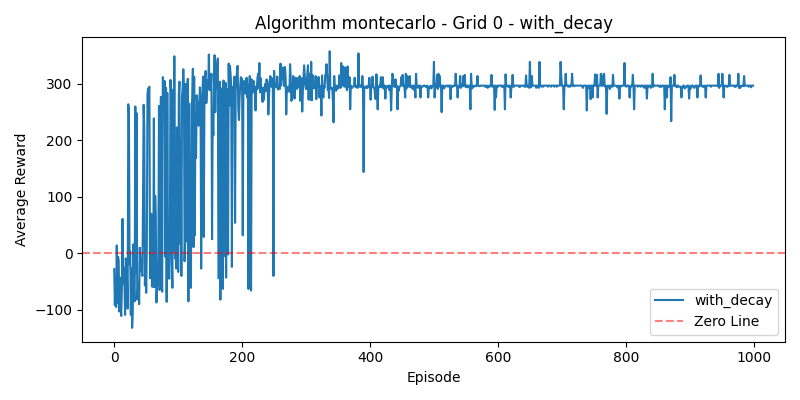 Algorithm montecarlo - Grid 0 - with_decay
Average Reward
300
200
100
0
−100
0
200
400
600
800
1000
Episode
with_decay
Zero Line